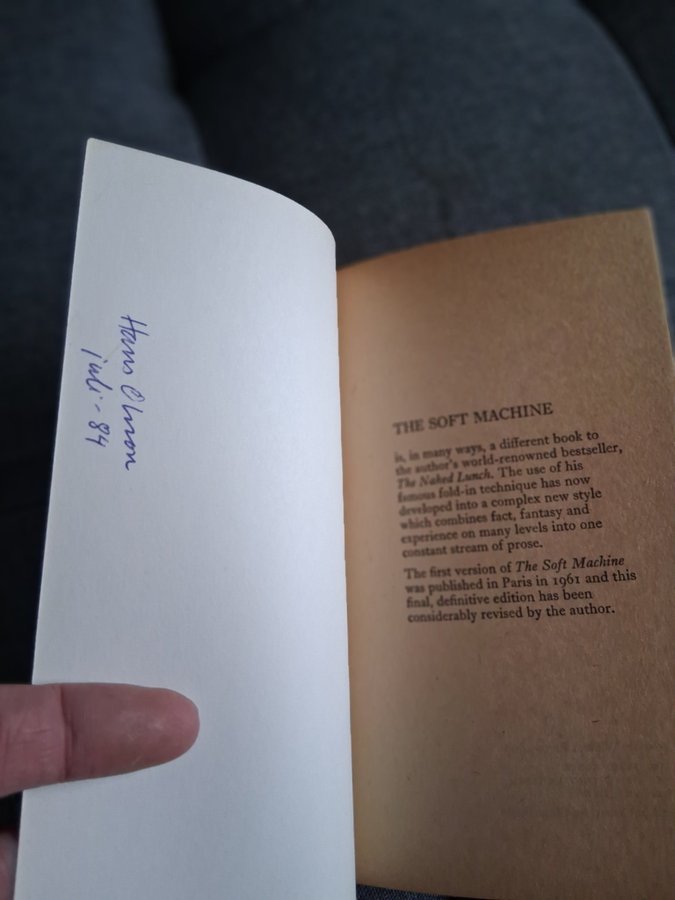 Hans Olsson
juli - 84
THE SOFT MACHINE
is, in many ways, a different book to
the author's world-renowned bestseller,
The Naked Lunch. The use of his
famous fold-in technique has now
developed into a complex new style
which combines fact, fantasy and
experience on many levels into one
constant stream of prose.
The first version of The Soft Machine
was published in Paris in 1961 and this
final, definitive edition has been
considerably revised by the author.